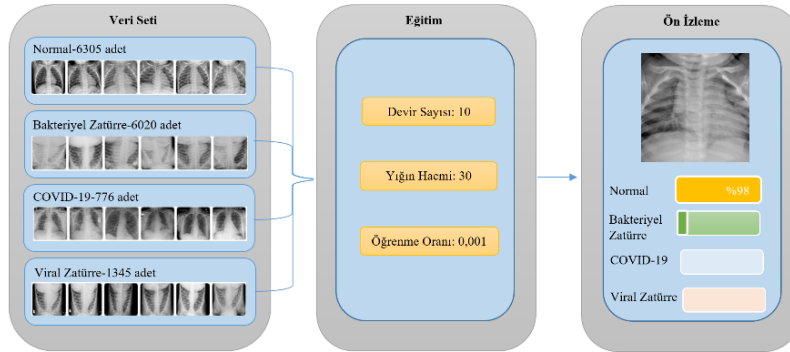 Veri Seti
Normal-6305 adet
Bakteriyel Zatürre-6020 adet
COVID-19-776 adet
Viral Zatürre-1345 adet
Eğitim
Devir Sayısı: 10
Yığın Hacmi: 30
Öğrenme Oranı: 0,001
Ön İzleme
Normal
%98
Bakteriyel
Zatürre
COVID-19
Viral Zatürre